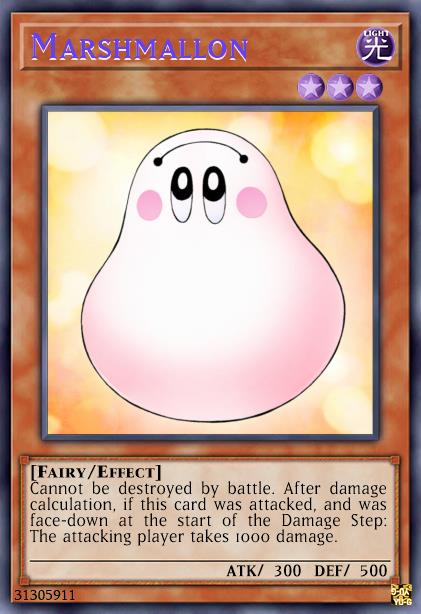 Marshmallon
LIGHT
光
[Fairy/Effect]
Cannot be destroyed by battle. After damage
calculation, if this card was attacked, and was
face-down at the start of the Damage Step:
The attacking player takes 1000 damage.
ATK/ 300 DEF/ 500
31305911